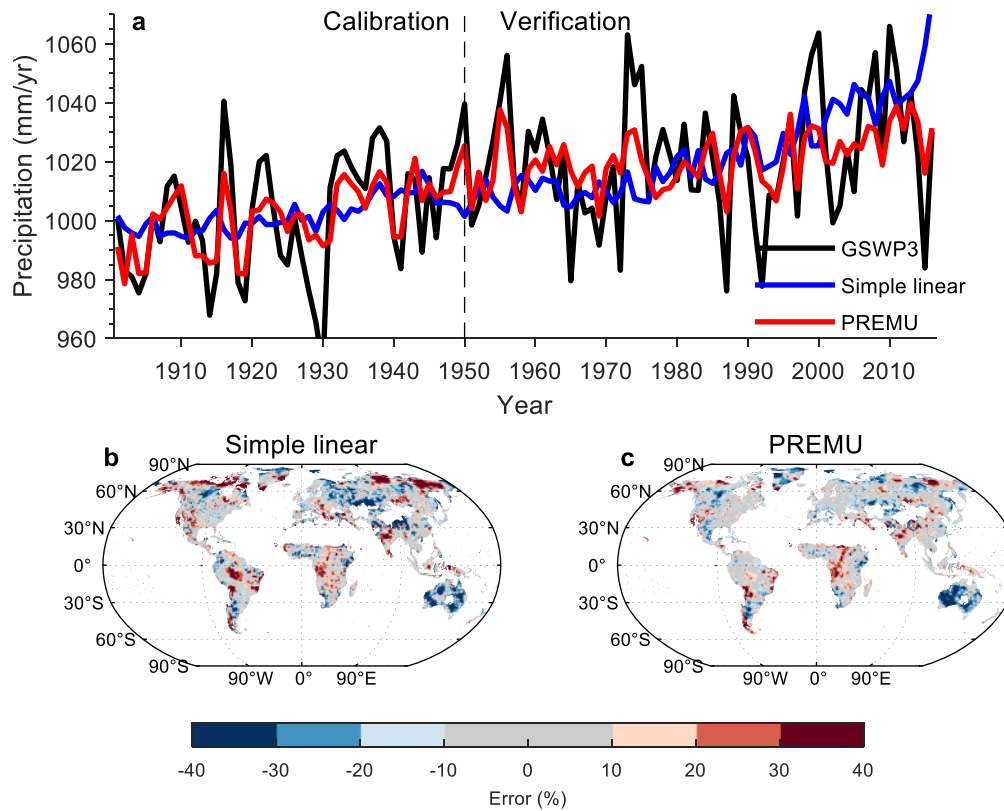 a
Calibration
Verification
Precipitation (mm/yr)
1060
1040
1020
1000
980
960
GSWP3
Simple linear
PREMU
1910 1920 1930 1940 1950 1960 1970 1980 1990 2000 2010
Year
b
Simple linear
90°N
60°N
30°N
0°
30°S
60°S
90°S
90°W 0° 90°E
c
PREMU
90°N
60°N
30°N
0°
30°S
60°S
90°S
90°W 0° 90°E
-40 -30 -20 -10 0 10 20 30 40
Error (%)